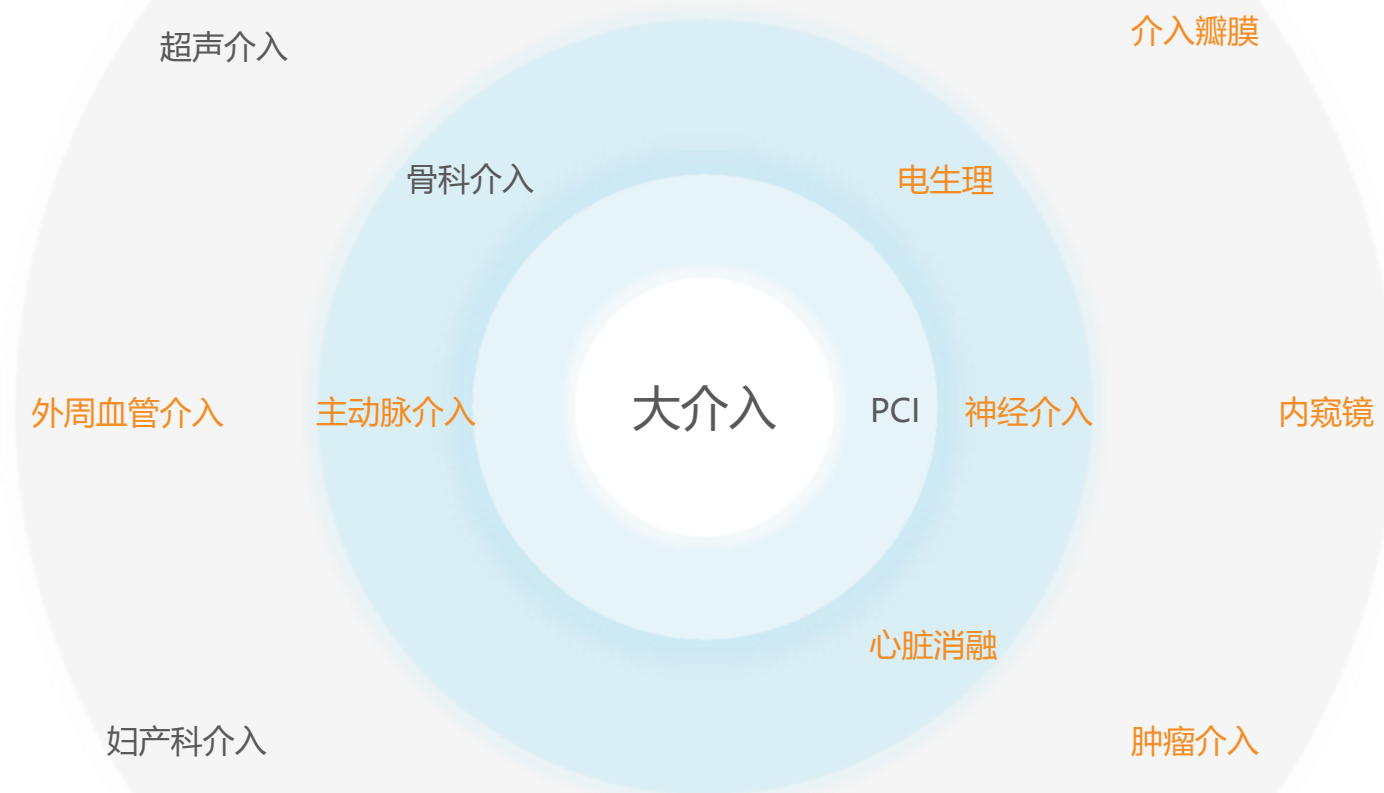 介入瓣膜
超声介入
骨科介入
电生理
外周血管介入
主动脉介入
大介入
PCI
神经介入
内窥镜
心脏消融
妇产科介入
肿瘤介入